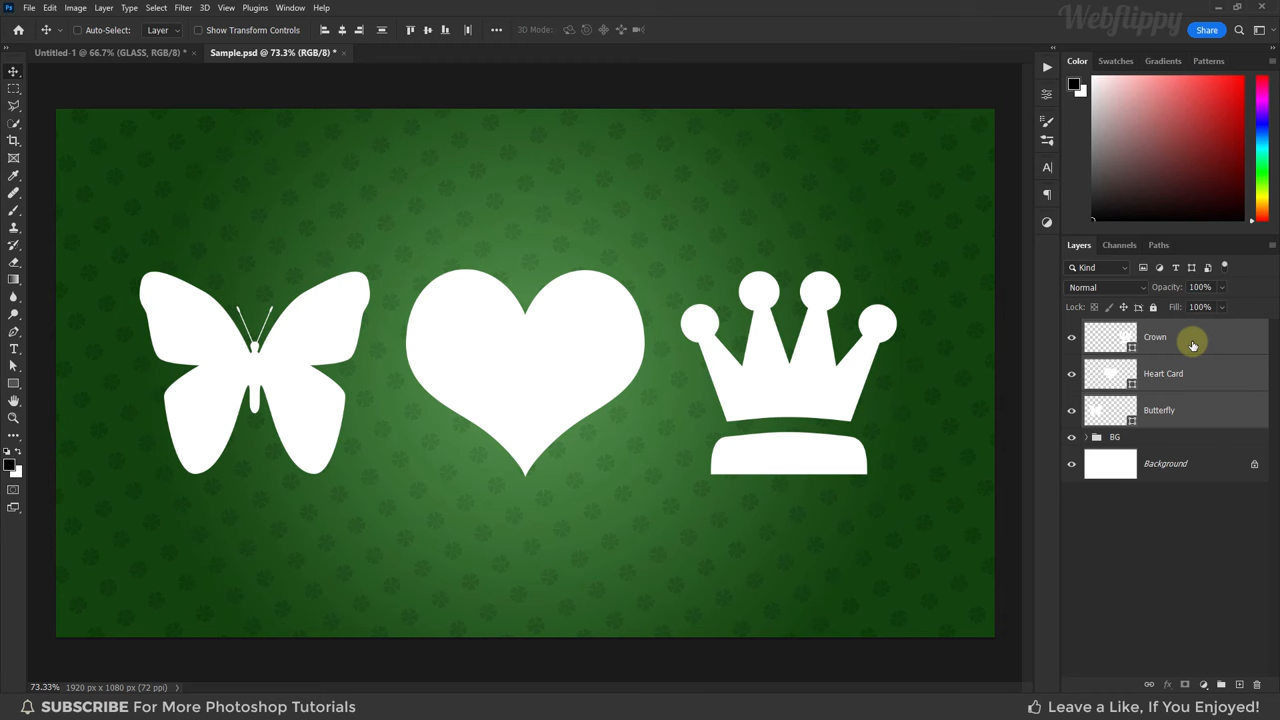 Ps File Edit Image Layer Type Select Filter 3D View Plugins Window Help
Webflippy
Auto-Select: Layer Show Transform Controls 3D Mode: Share
Untitled-1 @ 66.7% (GLASS, RGB/8) * × Sample.psd @ 73.3% (RGB/8) * ×
Color Swatches Gradients Patterns
Layers Channels Paths
Kind
Normal Opacity: 100%
Lock: Fill: 100%
Crown
Heart Card
Butterfly
BG
Background
73.33% 1920 px x 1080 px (72 ppi)
SUBSCRIBE For More Photoshop Tutorials
Leave a Like, If You Enjoyed!